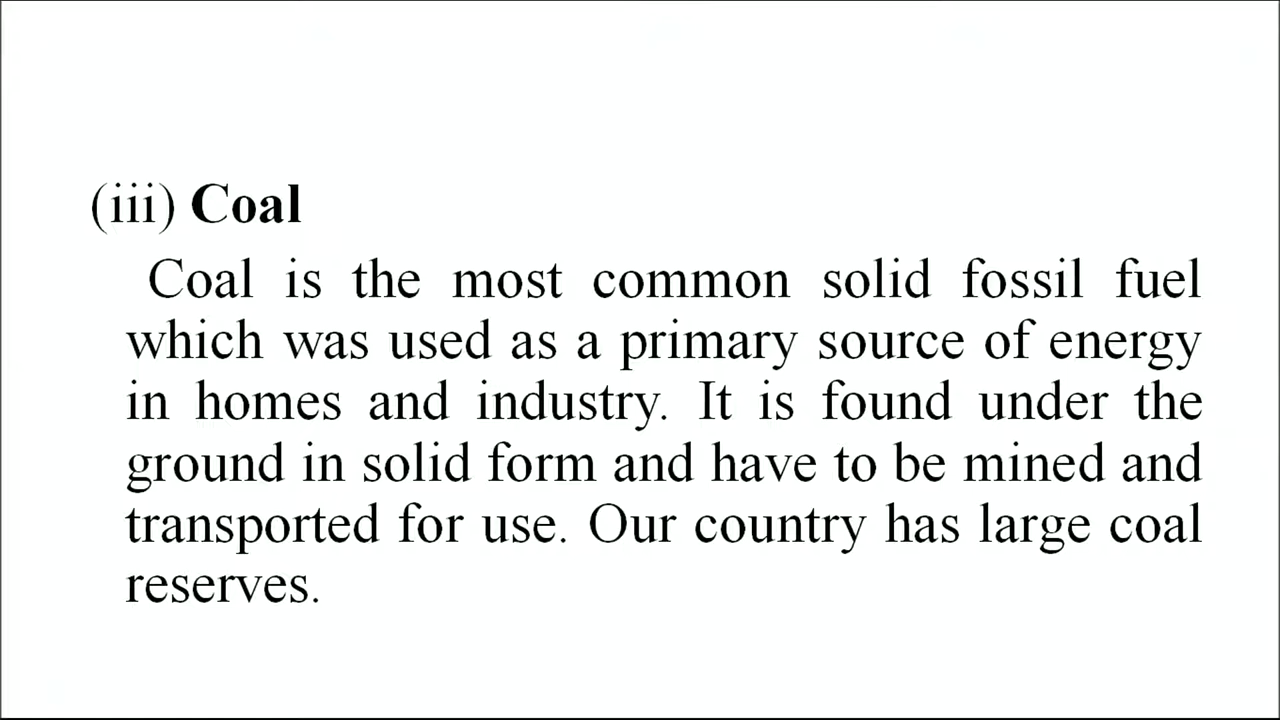 (iii) Coal
Coal is the most common solid fossil fuel
which was used as a primary source of energy
in homes and industry. It is found under the
ground in solid form and have to be mined and
transported for use. Our country has large coal
reserves.